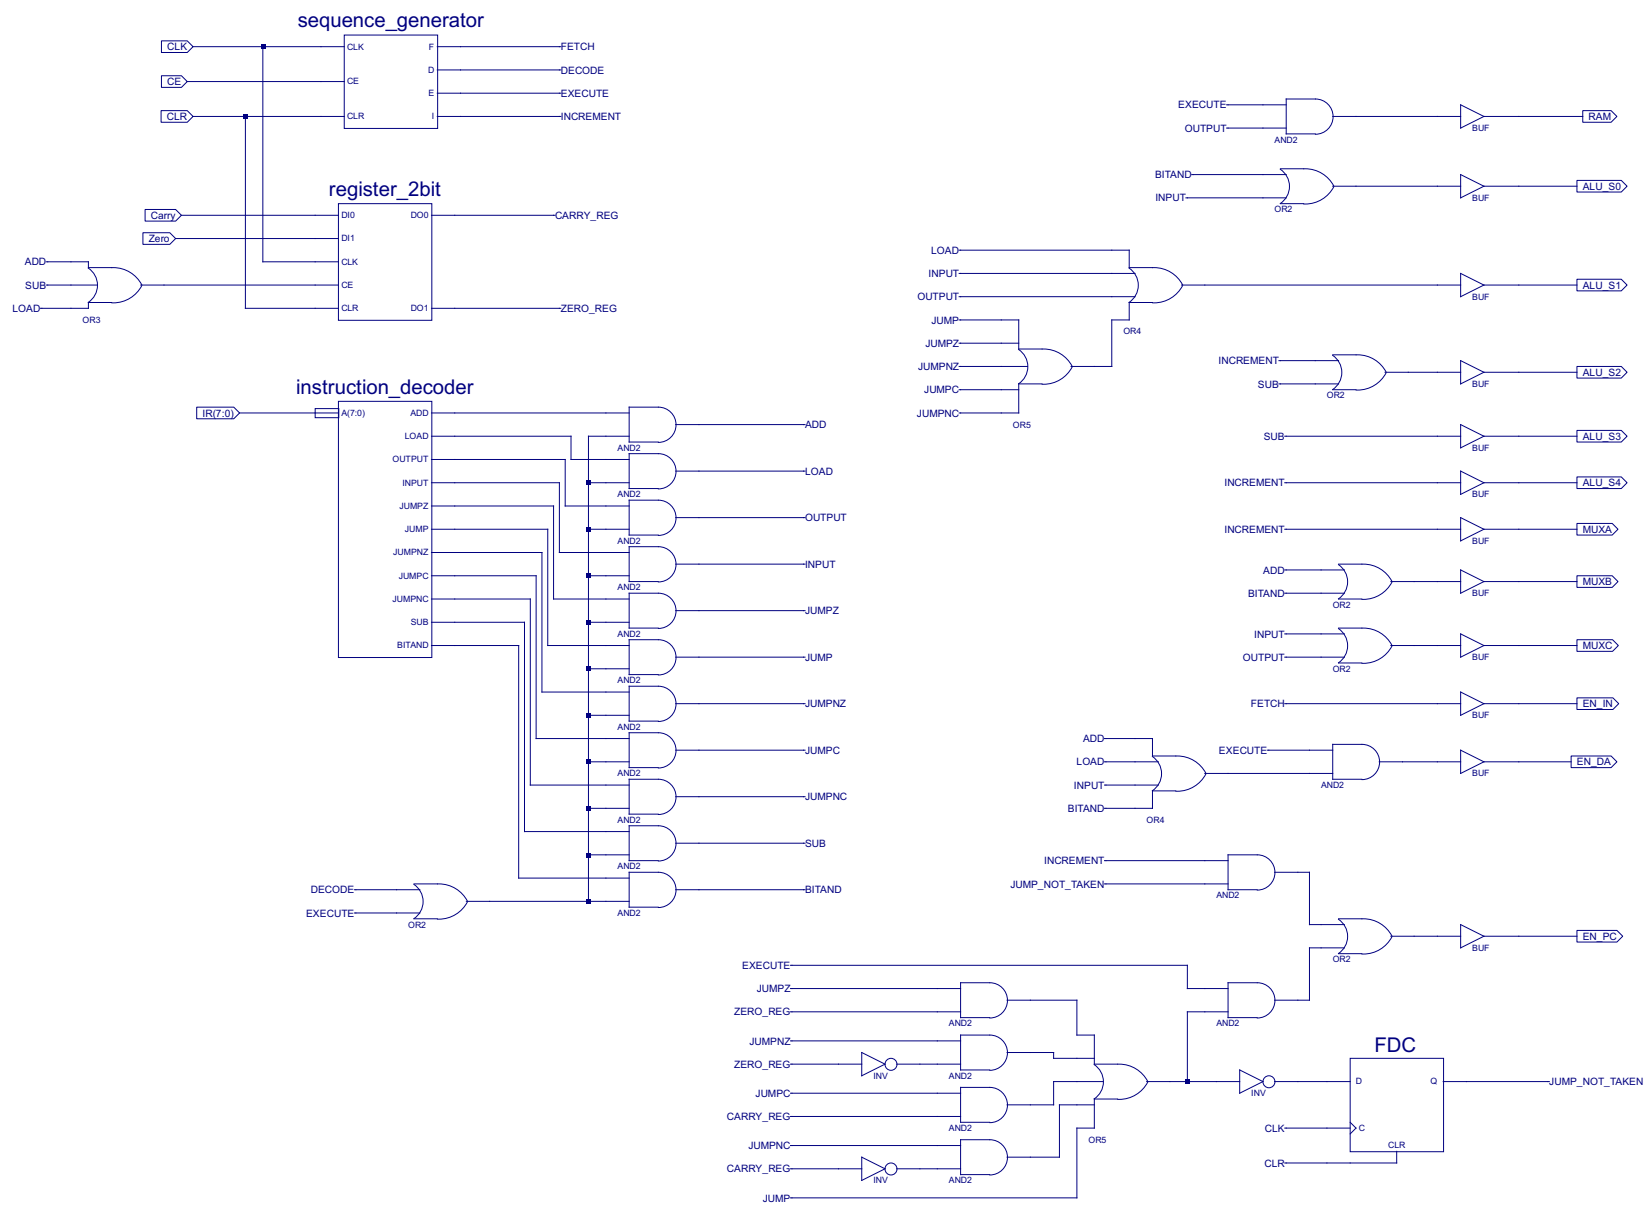 sequence_generator
CLK
CE
CLR
CLK
CE
CLR
F
D
E
I
FETCH
DECODE
EXECUTE
INCREMENT
register_2bit
Carry
Zero
ADD
SUB
LOAD
OR3
DI0
DI1
CLK
CE
CLR
DO0
DO1
CARRY_REG
ZERO_REG
instruction_decoder
IR(7:0)
A(7:0)
ADD
LOAD
OUTPUT
INPUT
JUMPZ
JUMP
JUMPNZ
JUMPC
JUMPNC
SUB
BITAND
AND2
ADD
AND2
LOAD
AND2
OUTPUT
AND2
INPUT
AND2
JUMPZ
AND2
JUMP
AND2
JUMPNZ
AND2
JUMPC
AND2
JUMPNC
AND2
SUB
AND2
BITAND
DECODE
EXECUTE
OR2
EXECUTE
OUTPUT
AND2
BUF
RAM
BITAND
INPUT
OR2
BUF
ALU_S0
LOAD
INPUT
OUTPUT
OR4
JUMP
JUMPZ
JUMPNZ
JUMPC
JUMPNC
OR5
BUF
ALU_S1
INCREMENT
SUB
OR2
BUF
ALU_S2
SUB
BUF
ALU_S3
INCREMENT
BUF
ALU_S4
INCREMENT
BUF
MUXA
ADD
BITAND
OR2
BUF
MUXB
INPUT
OUTPUT
OR2
BUF
MUXC
FETCH
BUF
EN_IN
ADD
LOAD
INPUT
BITAND
OR4
EXECUTE
AND2
BUF
EN_DA
INCREMENT
JUMP_NOT_TAKEN
AND2
OR2
BUF
EN_PC
EXECUTE
AND2
JUMPZ
ZERO_REG
AND2
JUMPNZ
ZERO_REG
INV
AND2
JUMPC
CARRY_REG
AND2
JUMPNC
CARRY_REG
INV
AND2
JUMP
OR5
INV
FDC
D
Q
C
CLR
CLK
CLR
JUMP_NOT_TAKEN